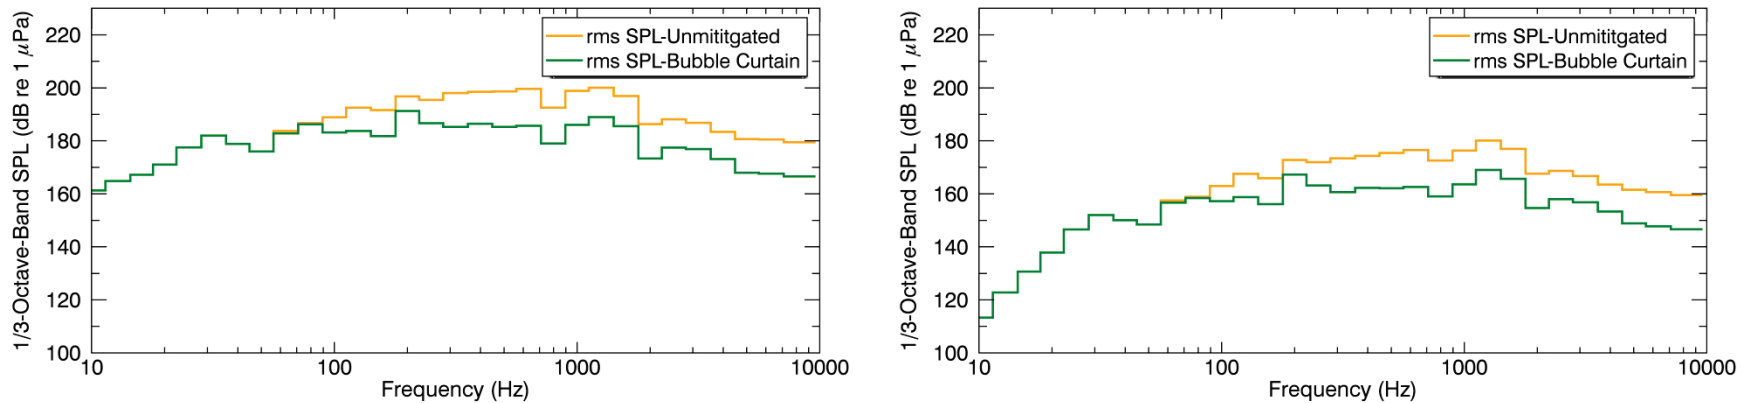 1/3-Octave-Band SPL (dB re 1 μPa)
220
200
180
160
140
120
100
rms SPL-Unmititgated
rms SPL-Bubble Curtain
10
100
1000
10000
Frequency (Hz)
1/3-Octave-Band SPL (dB re 1 μPa)
220
200
180
160
140
120
100
rms SPL-Unmititgated
rms SPL-Bubble Curtain
10
100
1000
10000
Frequency (Hz)